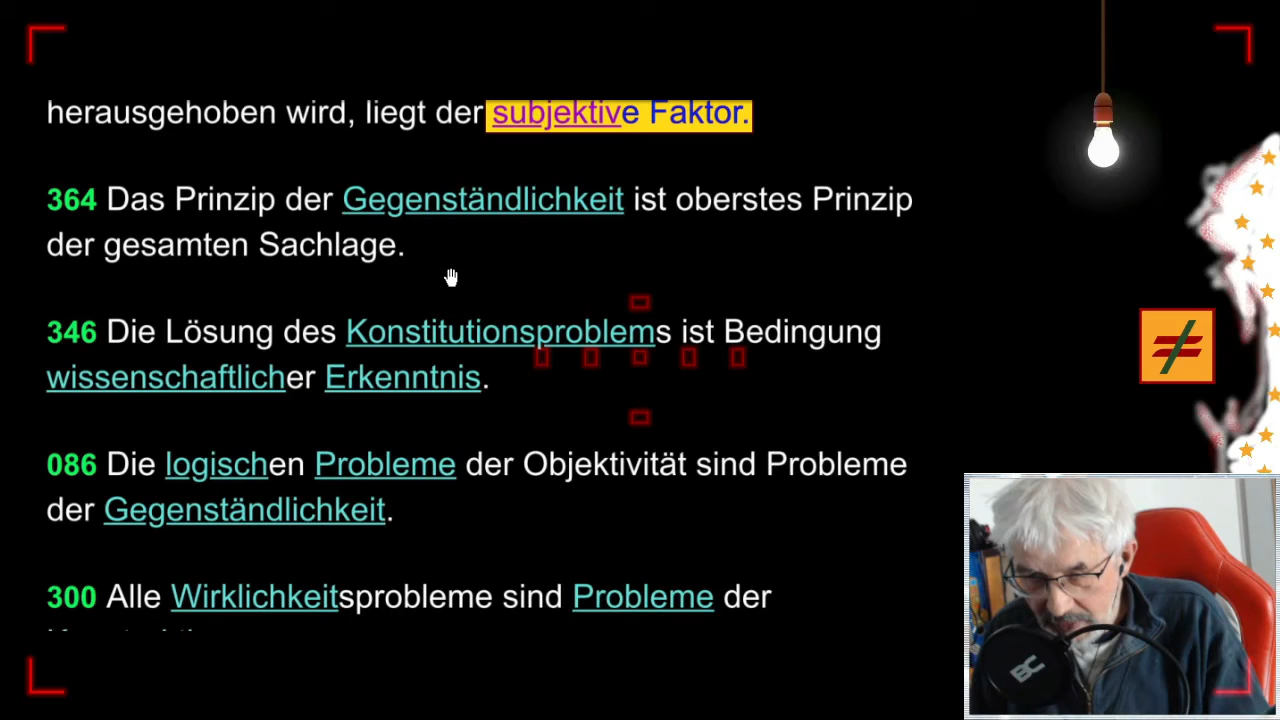 herausgehoben wird, liegt der subjektive Faktor.
364 Das Prinzip der Gegenständlichkeit ist oberstes Prinzip
der gesamten Sachlage.
346 Die Lösung des Konstitutionsproblems ist Bedingung
wissenschaftlicher Erkenntnis.
086 Die logischen Probleme der Objektivität sind Probleme
der Gegenständlichkeit.
300 Alle Wirklichkeitsprobleme sind Probleme der
≠
BC